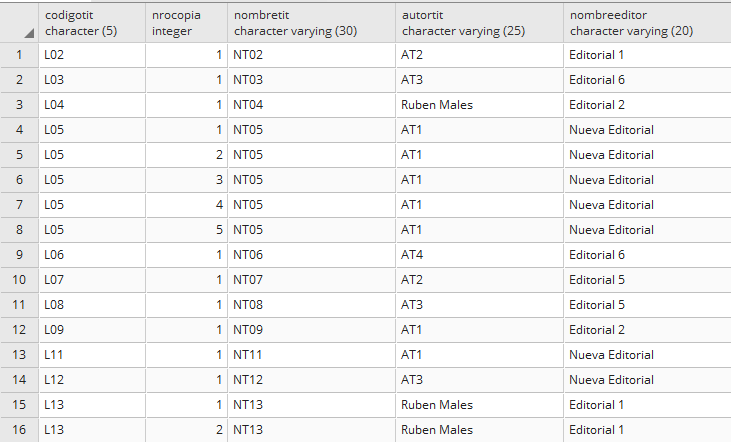 codigotit nrocopia nombretit autortit nombreeditor
character (5) integer character varying (30) character varying (25) character varying (20)
1 L02 1 NT02 AT2 Editorial 1
2 L03 1 NT03 AT3 Editorial 6
3 L04 1 NT04 Ruben Males Editorial 2
4 L05 1 NT05 AT1 Nueva Editorial
5 L05 2 NT05 AT1 Nueva Editorial
6 L05 3 NT05 AT1 Nueva Editorial
7 L05 4 NT05 AT1 Nueva Editorial
8 L05 5 NT05 AT1 Nueva Editorial
9 L06 1 NT06 AT4 Editorial 6
10 L07 1 NT07 AT2 Editorial 5
11 L08 1 NT08 AT3 Editorial 5
12 L09 1 NT09 AT1 Editorial 2
13 L11 1 NT11 AT1 Nueva Editorial
14 L12 1 NT12 AT3 Nueva Editorial
15 L13 1 NT13 Ruben Males Editorial 1
16 L13 2 NT13 Ruben Males Editorial 1